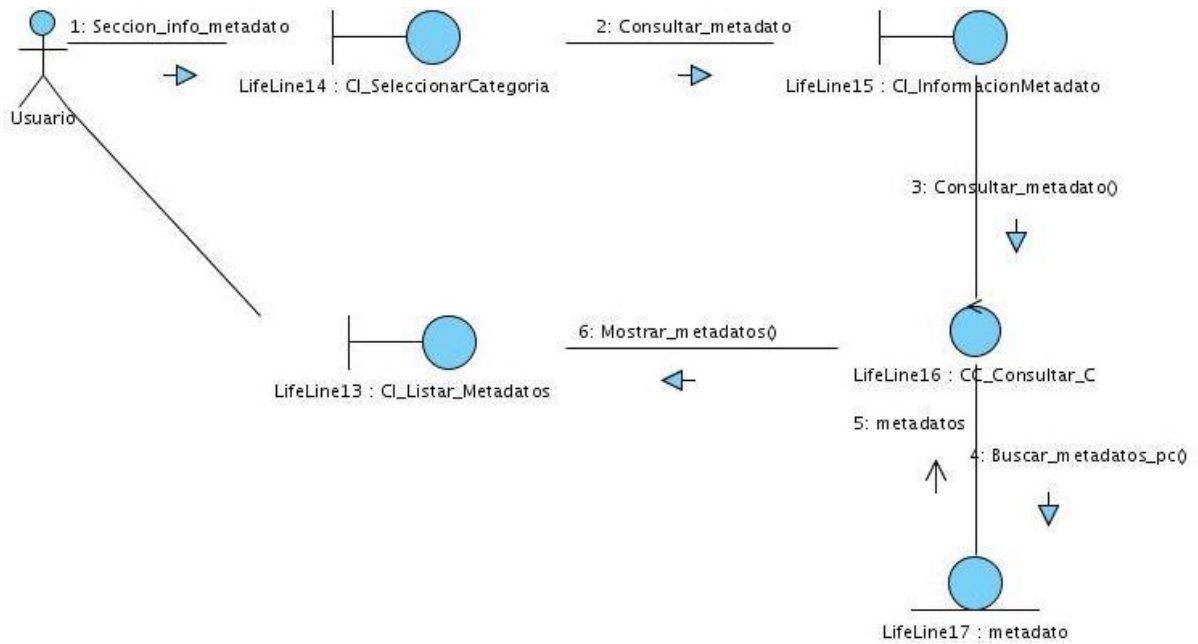 1: Seccion_info_metadato
2: Consultar_metadato
LifeLine14 : CI_SeleccionarCategoria
LifeLine15 : CI_InformacionMetadato
Usuario
3: Consultar_metadato()
6: Mostrar_metadatos()
LifeLine13 : CI_Listar_Metadatos
LifeLine16 : CC_Consultar_C
5: metadatos
4: Buscar_metadatos_pc()
LifeLine17 : metadato